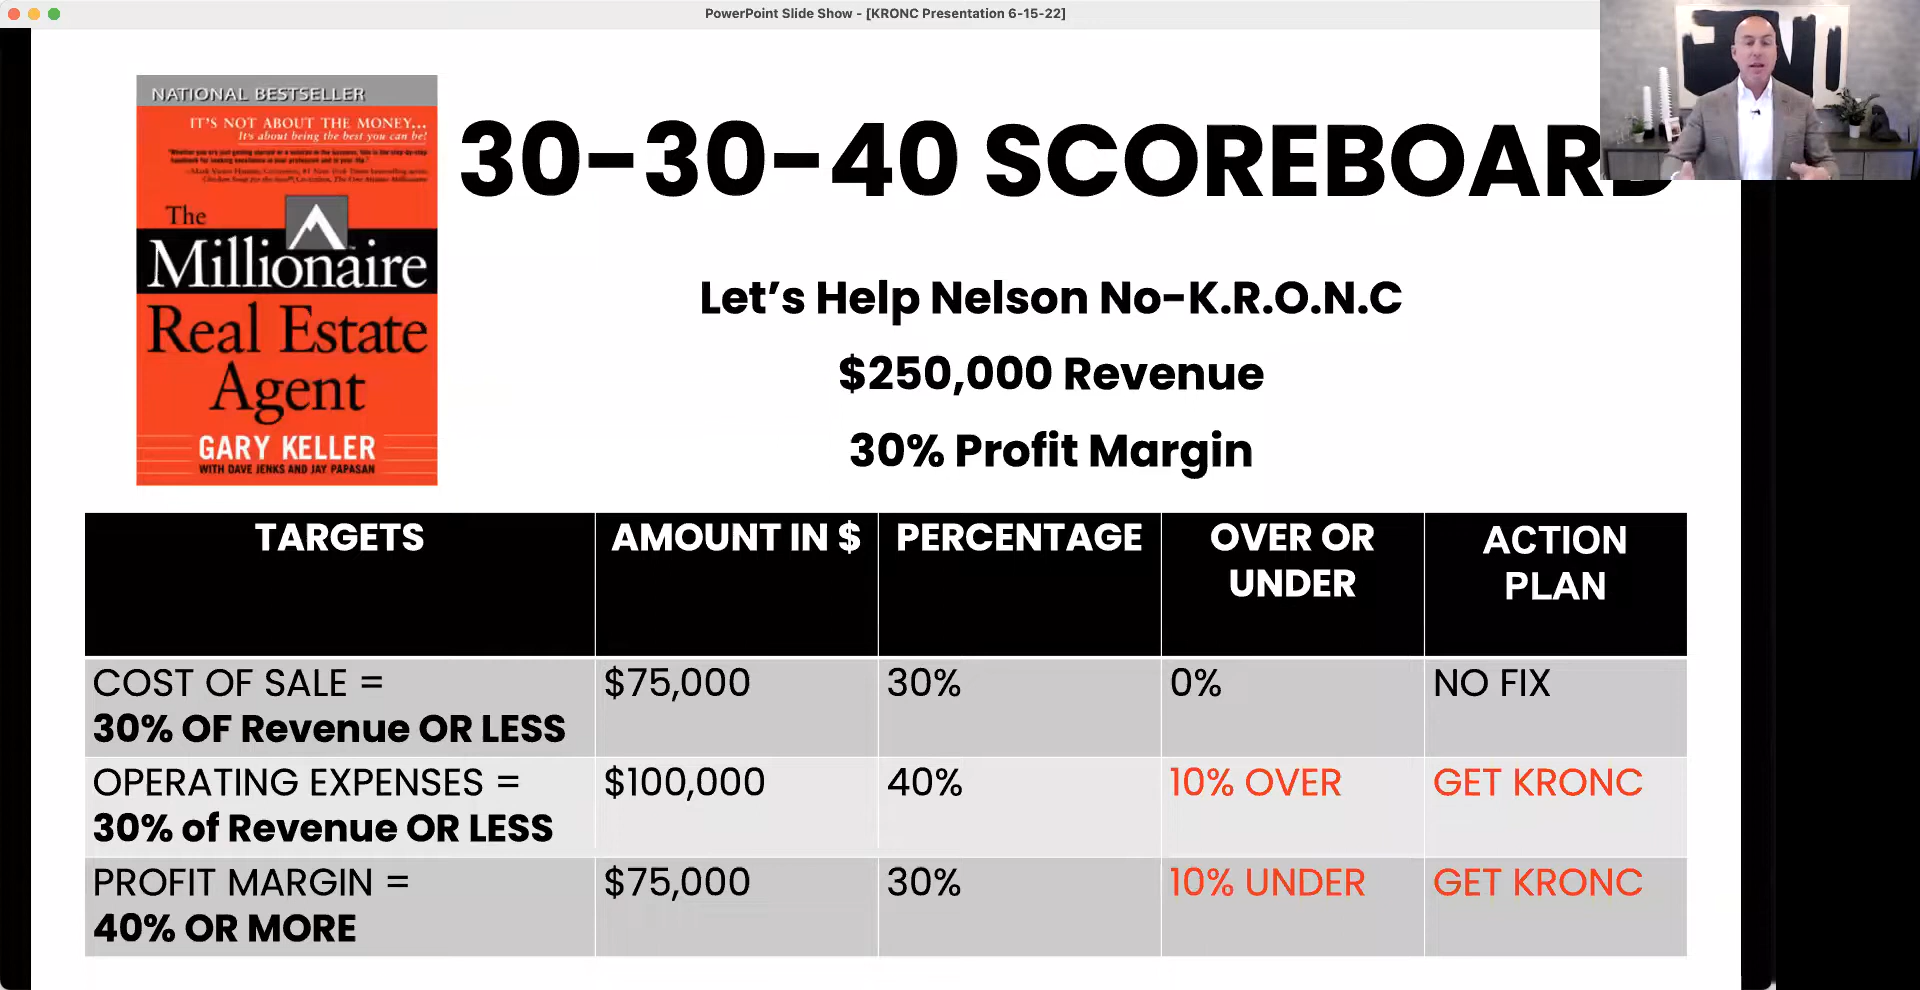 PowerPoint Slide Show - [KRONC Presentation 6-15-22]
NATIONAL BESTSELLER
IT'S NOT ABOUT THE MONEY...
It's about being the best you can be!
The
Millionaire
Real Estate
Agent
GARY KELLER
WITH DAVE JENKS AND JAY PAPASAN
30-30-40 SCOREBOARD
Let's Help Nelson No-K.R.O.N.C
$250,000 Revenue
30% Profit Margin
TARGETS AMOUNT IN $ PERCENTAGE OVER OR UNDER ACTION PLAN
COST OF SALE = $75,000 30% 0% NO FIX
30% OF Revenue OR LESS
OPERATING EXPENSES = $100,000 40% 10% OVER GET KRONC
30% of Revenue OR LESS
PROFIT MARGIN = $75,000 30% 10% UNDER GET KRONC
40% OR MORE